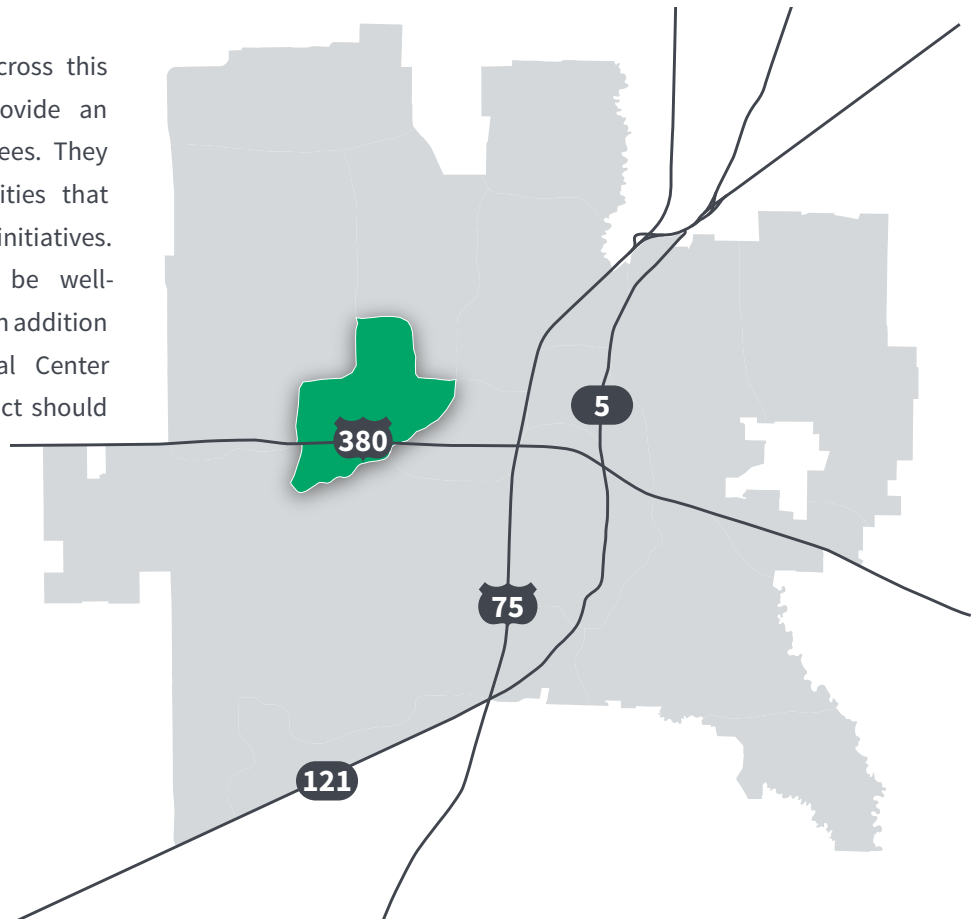 cross this
ovide an
ees. They
ities that
initiatives.
be well-
n addition
al Center
ct should
5
380
75
121